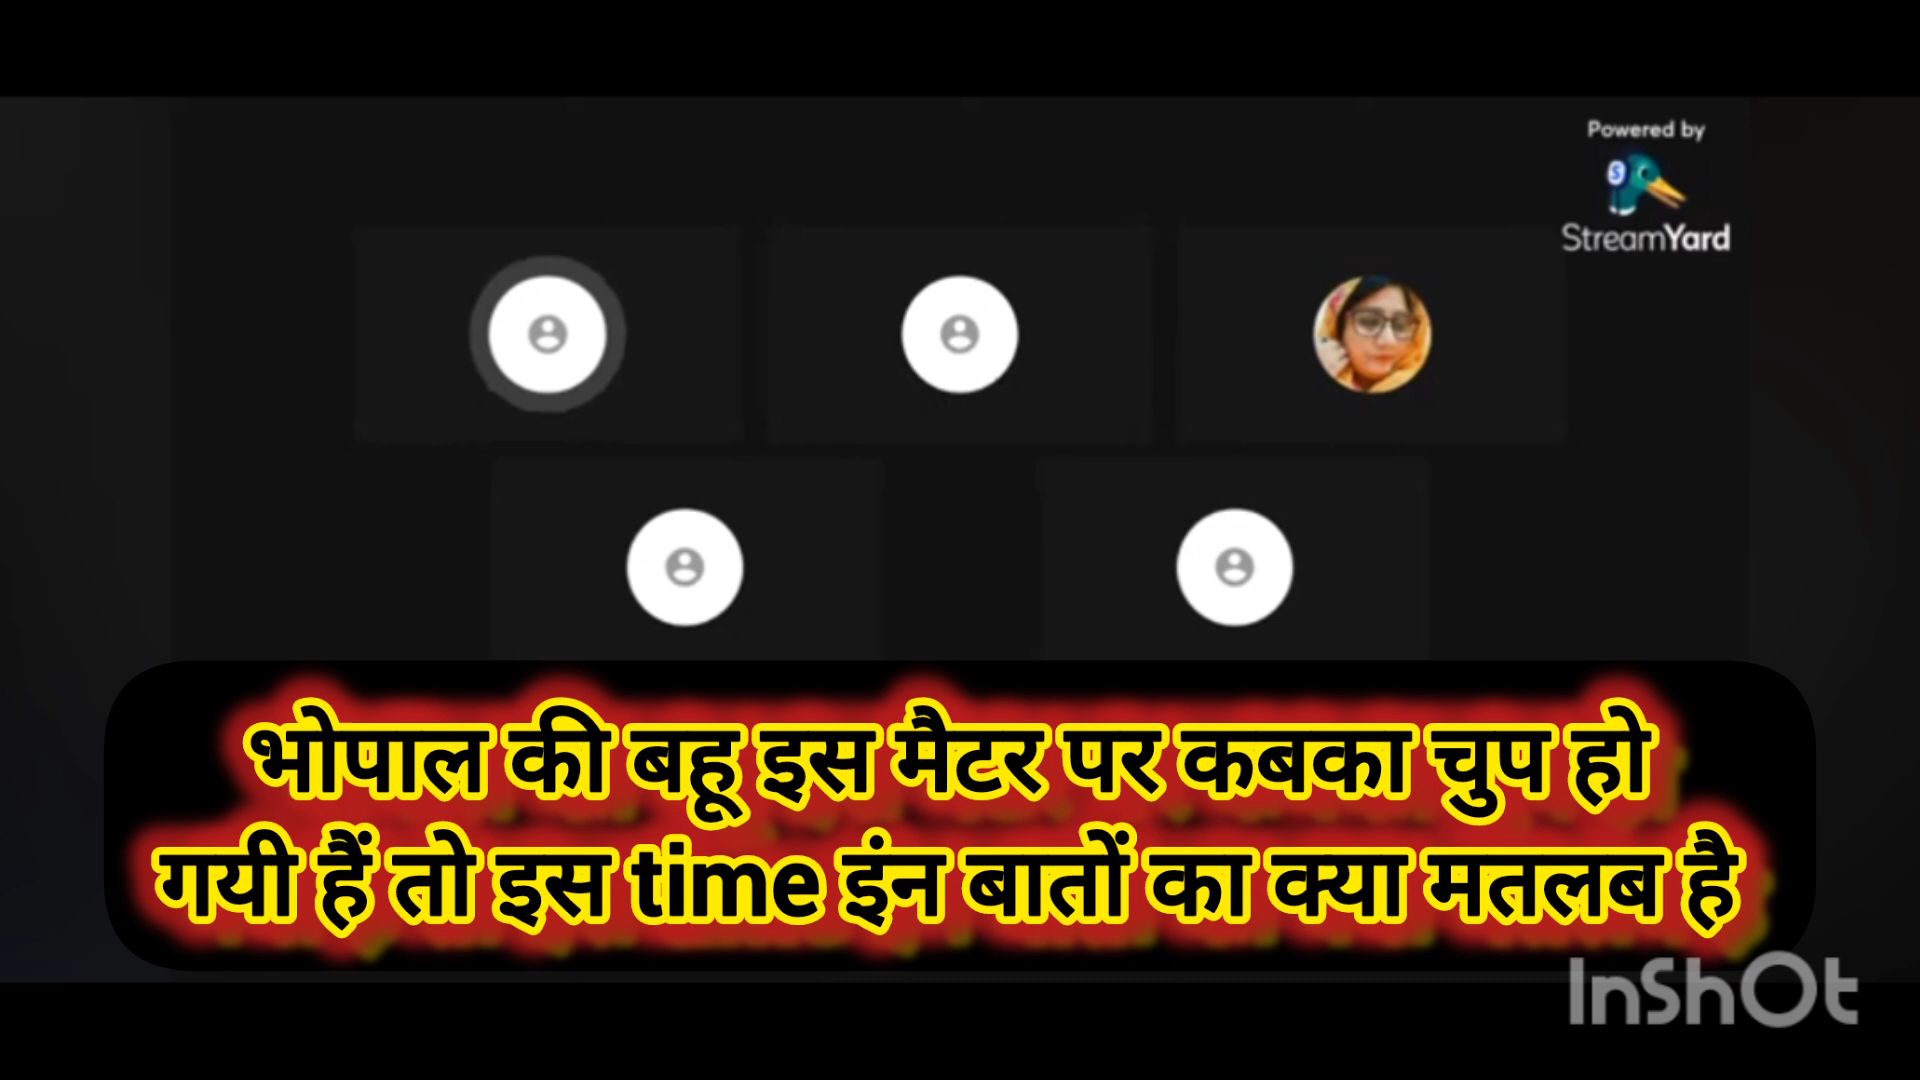 Powered by
S
StreamYard
भोपाल की बहू इस मैटर पर कबका चुप हो
गयी हैं तो इस time इंन बातों का क्या मतलब है
InShOt